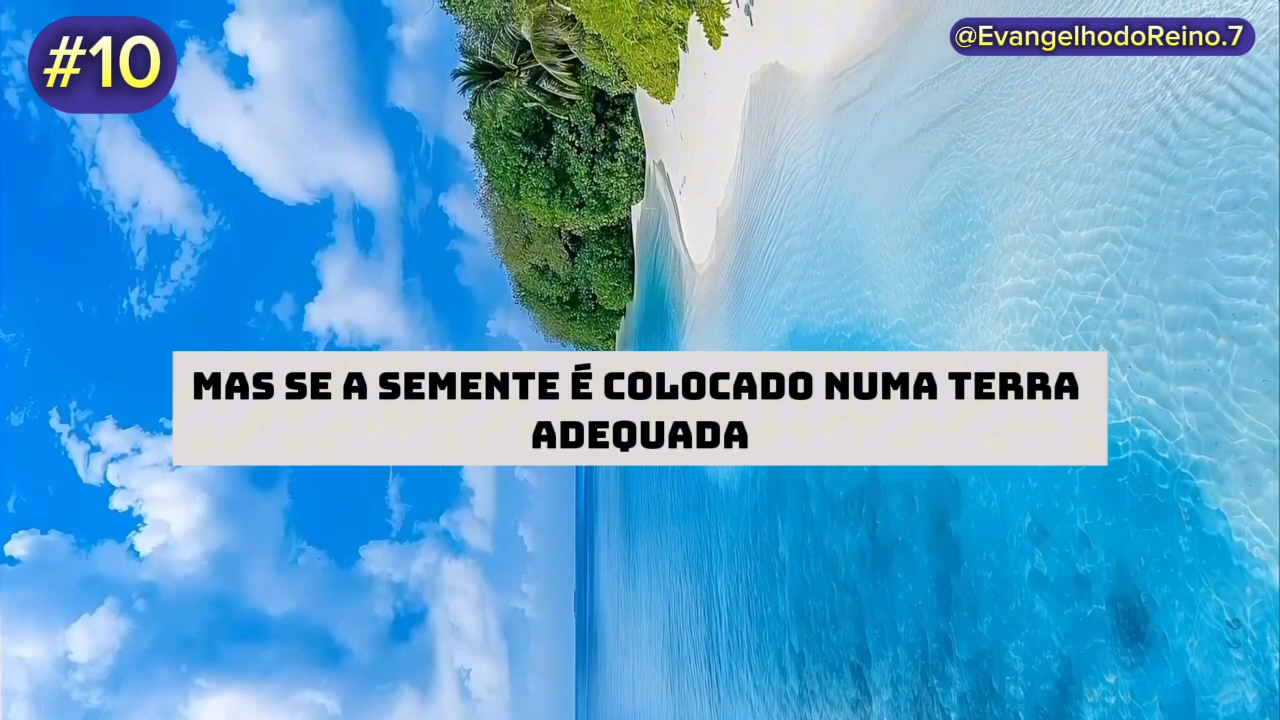 #10
@EvangelhodoReino.7
MAS SE A SEMENTE É COLOCADO NUMA TERRA
ADEQUADA